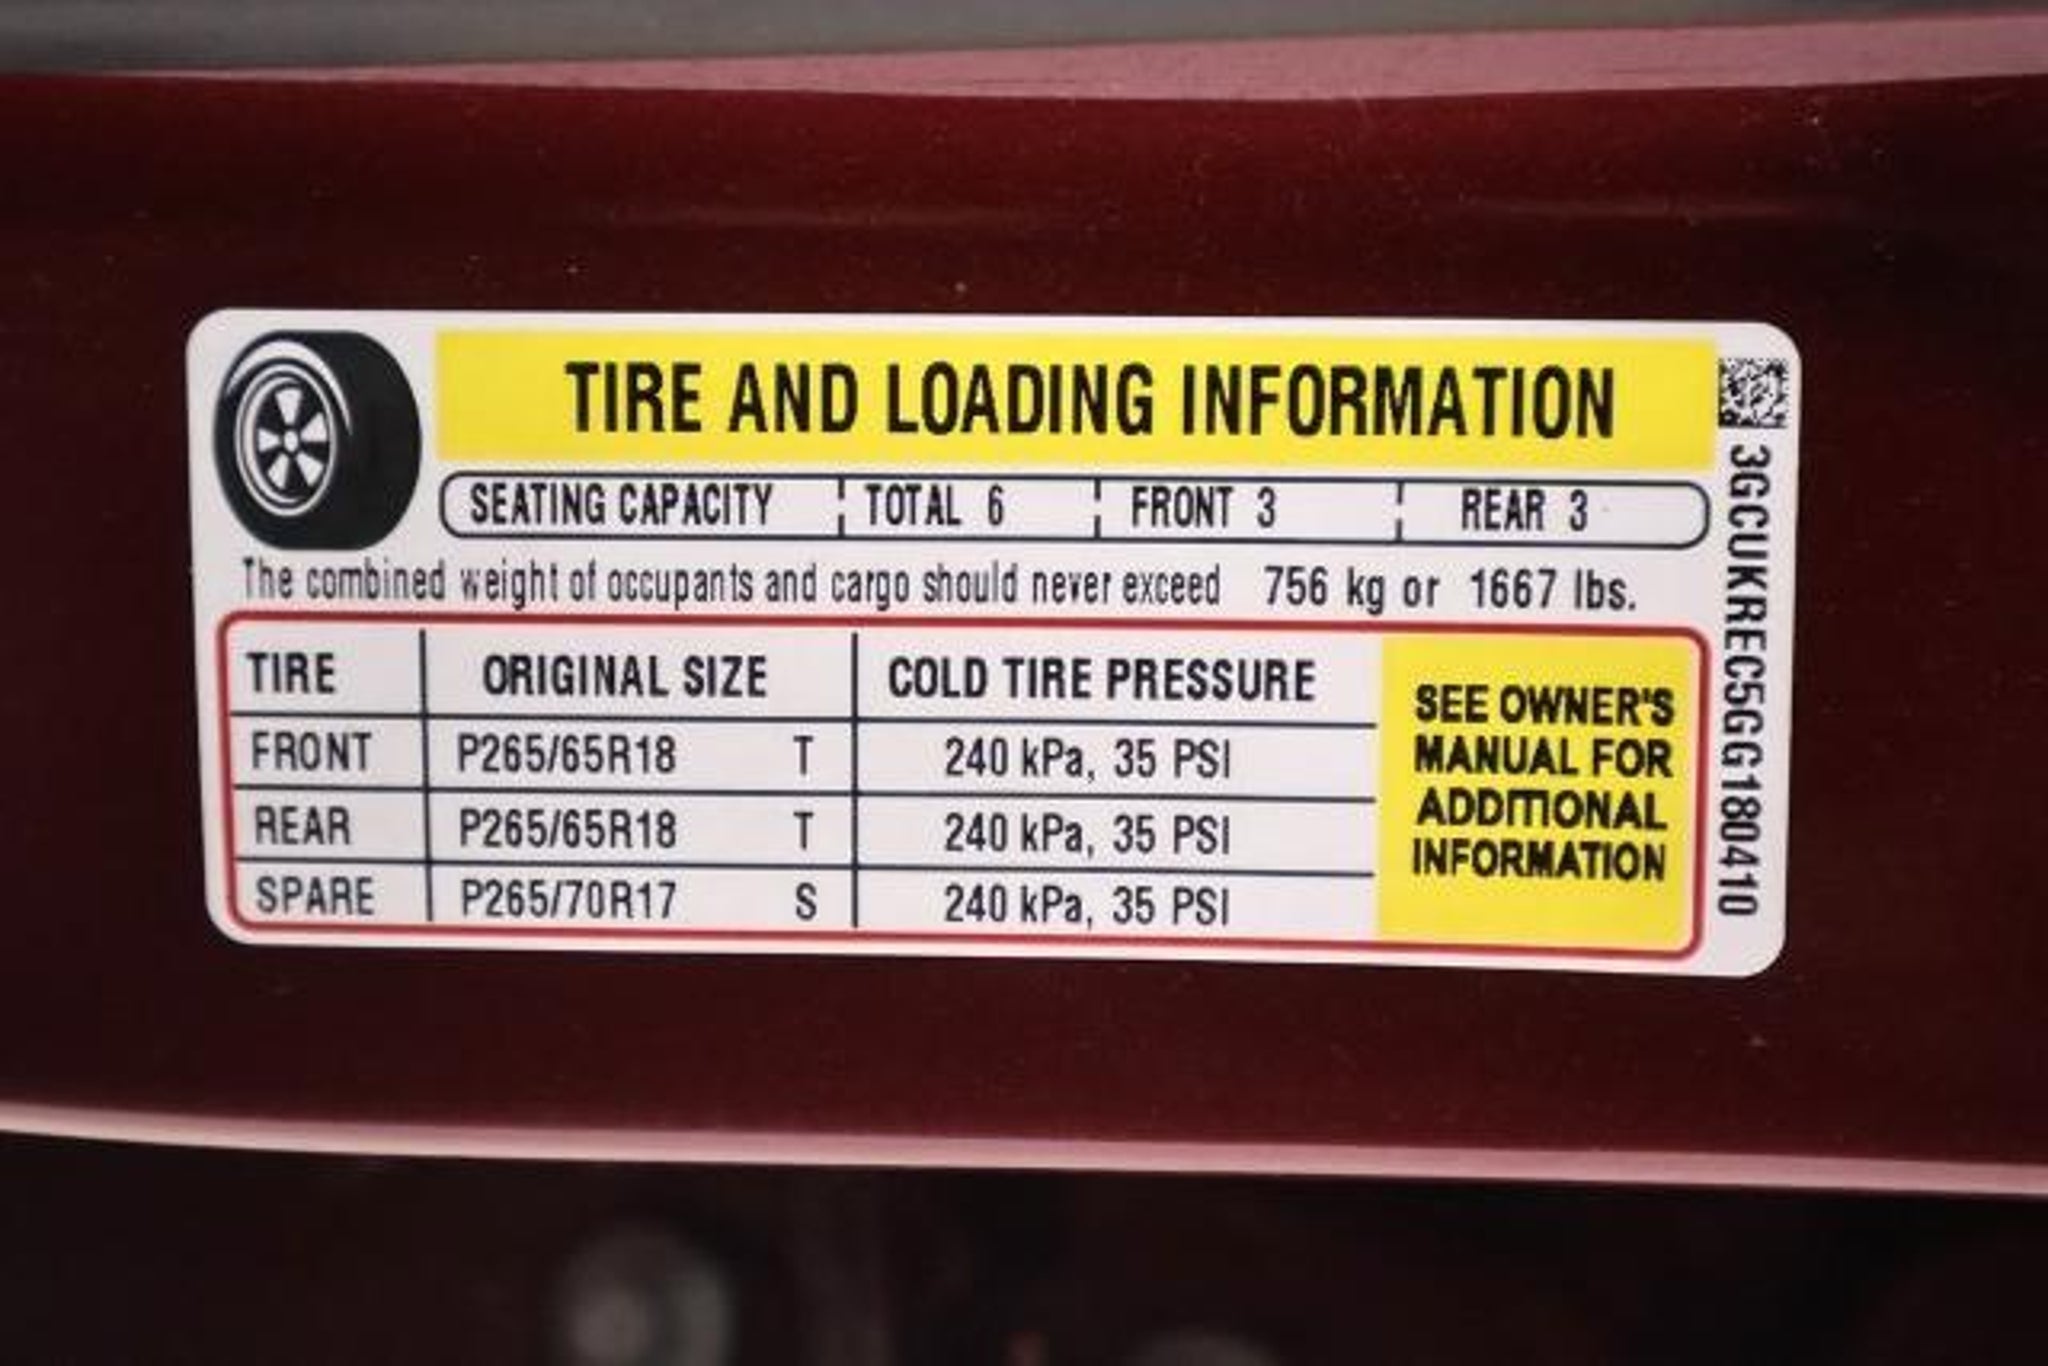 TIRE AND LOADING INFORMATION
SEATING CAPACITY TOTAL 6 FRONT 3 REAR 3
The combined weight of occupants and cargo should never exceed 756 kg or 1667 lbs.
TIRE ORIGINAL SIZE COLD TIRE PRESSURE
FRONT P265/65R18 T 240 kPa, 35 PSI
REAR P265/65R18 T 240 kPa, 35 PSI
SPARE P265/70R17 S 240 kPa, 35 PSI
SEE OWNER'S
MANUAL FOR
ADDITIONAL
INFORMATION
3GCUKREC5GG180410